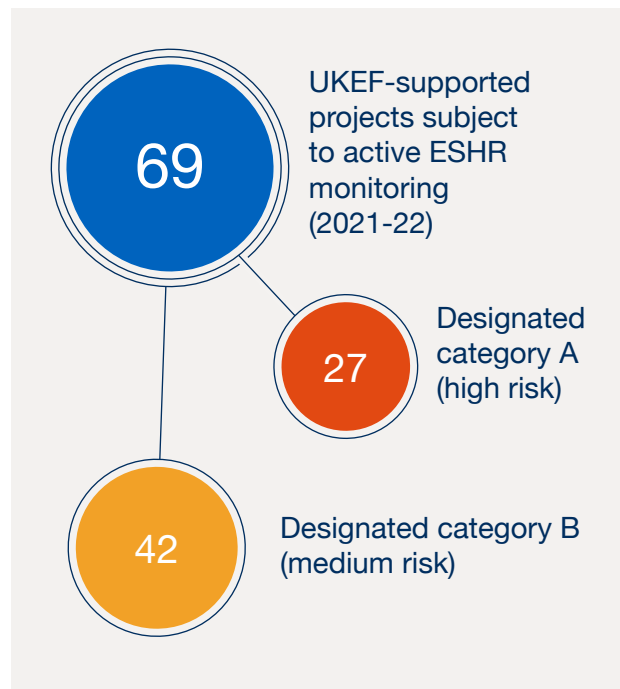 69
UKEF-supported
projects subject
to active ESHR
monitoring
(2021-22)
27
Designated
category A
(high risk)
42
Designated category B
(medium risk)